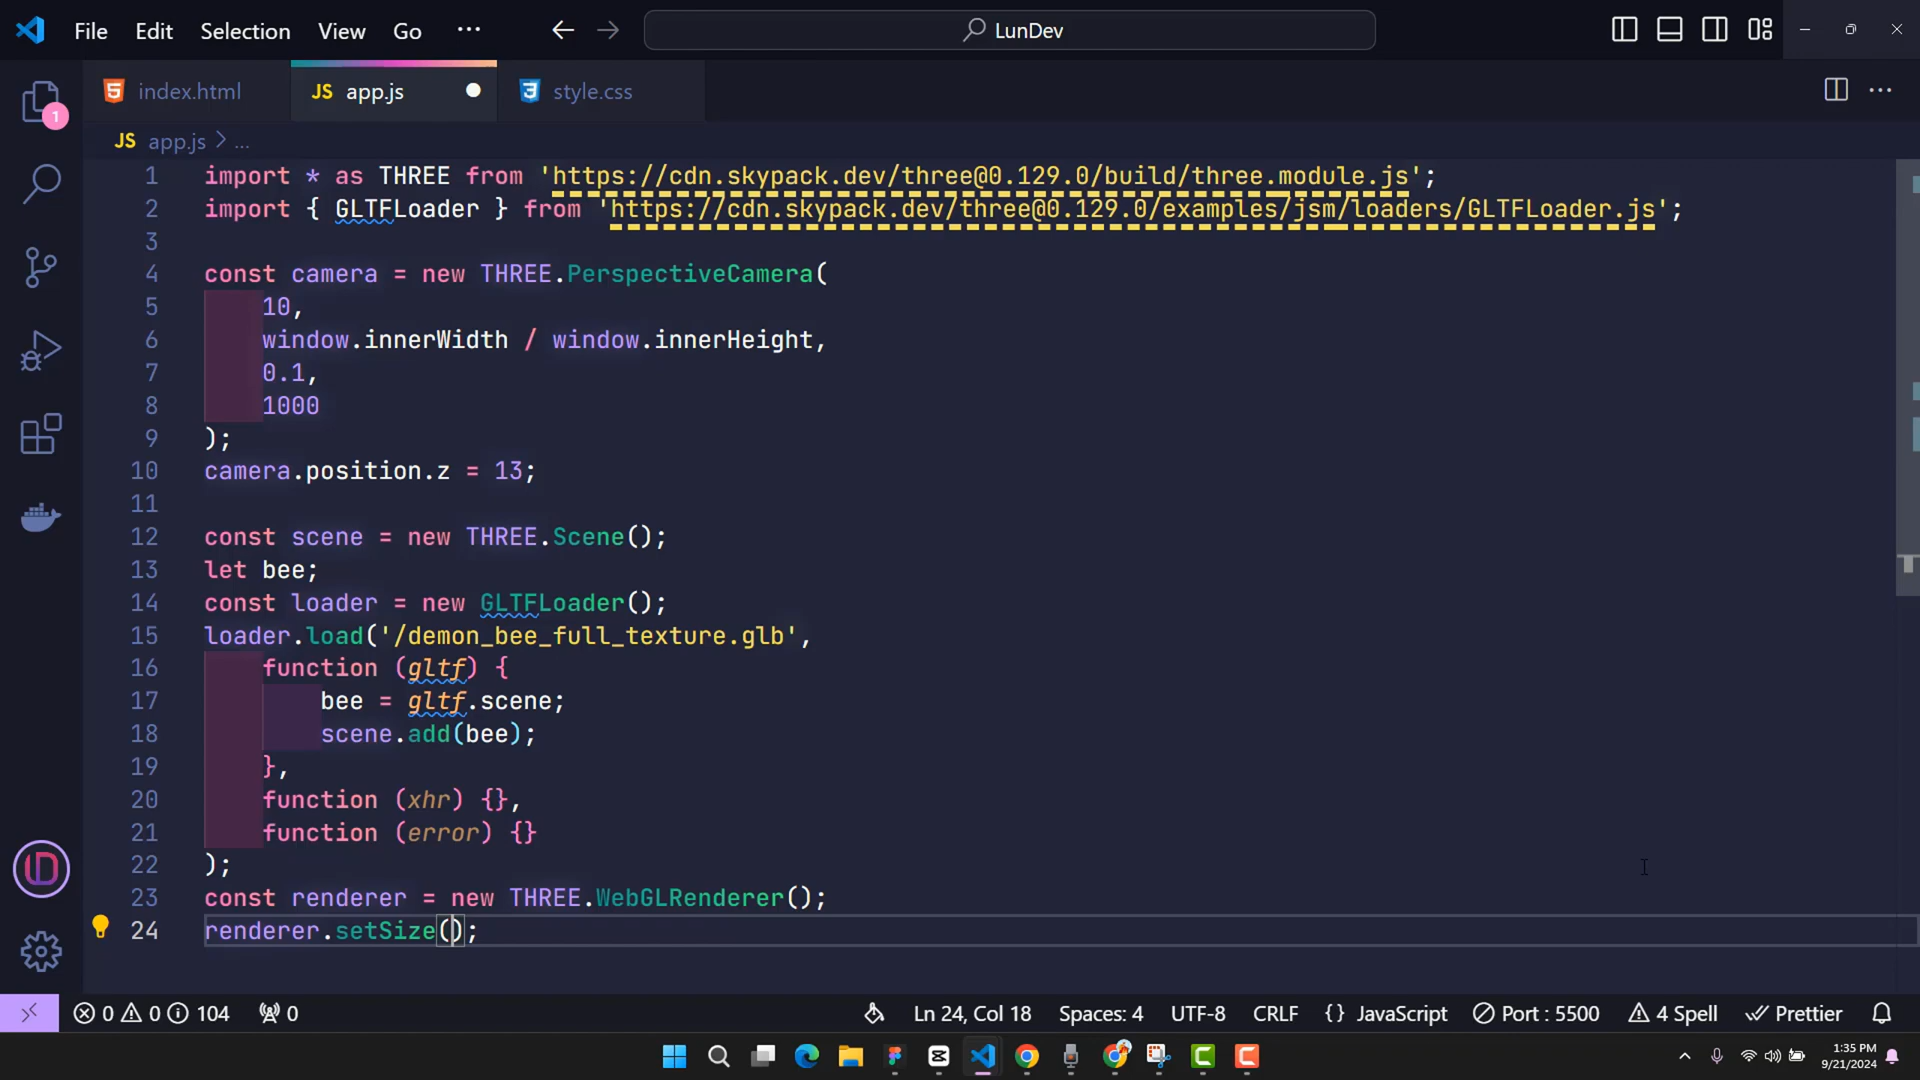 File Edit Selection View Go ··· LunDev
index.html JS app.js style.css
1
JS app.js > ...
1 import * as THREE from 'https://cdn.skypack.dev/three@0.129.0/build/three.module.js';
2 import { GLTFLoader } from 'https://cdn.skypack.dev/three@0.129.0/examples/jsm/loaders/GLTFLoader.js';
3
4 const camera = new THREE.PerspectiveCamera(
5 10,
6 window.innerWidth / window.innerHeight,
7 0.1,
8 1000
9 );
10 camera.position.z = 13;
11
12 const scene = new THREE.Scene();
13 let bee;
14 const loader = new GLTFLoader();
15 loader.load('/demon_bee_full_texture.glb',
16 function (gltf) {
17 bee = gltf.scene;
18 scene.add(bee);
19 },
20 function (xhr) {},
21 function (error) {}
22 );
23 const renderer = new THREE.WebGLRenderer();
24 renderer.setSize();
0 0 104 0 Ln 24, Col 18 Spaces: 4 UTF-8 CRLF {} JavaScript Port : 5500 4 Spell Prettier
1:35 PM
9/21/2024